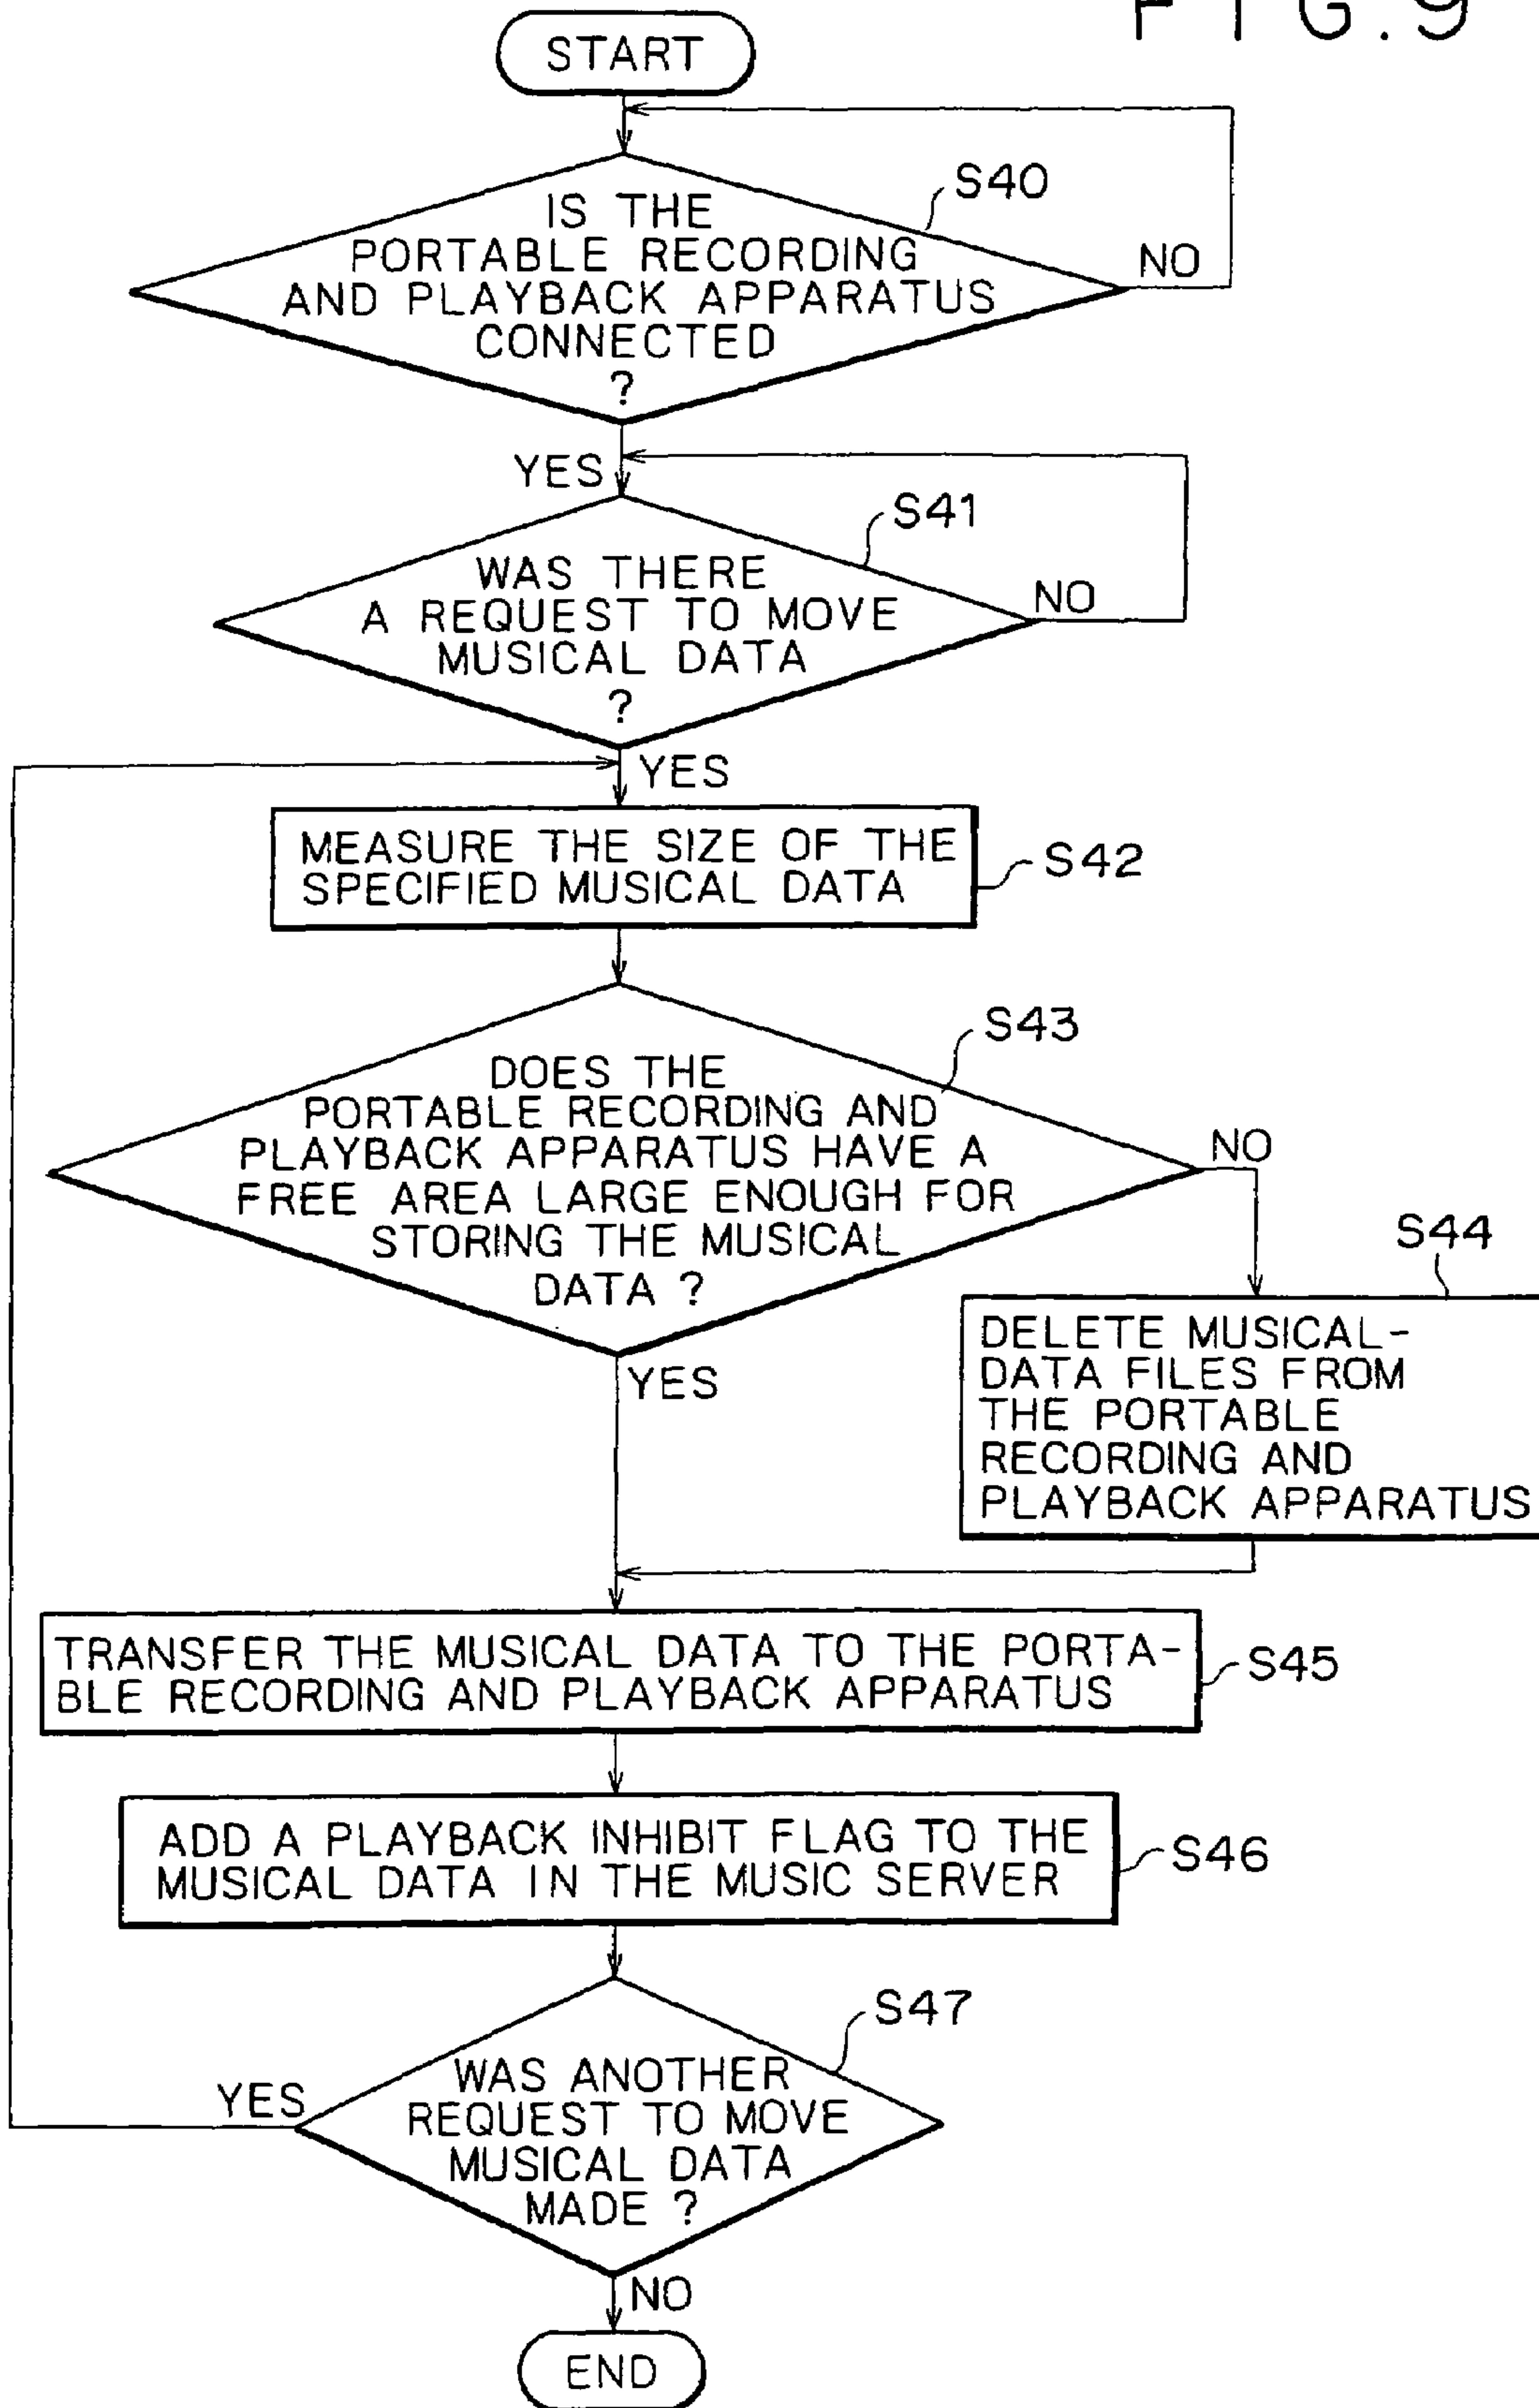 FIG.9
START
S40
IS THE
PORTABLE RECORDING
AND PLAYBACK APPARATUS
CONNECTED
?
NO
YES
S41
WAS THERE
A REQUEST TO MOVE
MUSICAL DATA
?
NO
YES
MEASURE THE SIZE OF THE
SPECIFIED MUSICAL DATA
S42
S43
DOES THE
PORTABLE RECORDING AND
PLAYBACK APPARATUS HAVE A
FREE AREA LARGE ENOUGH FOR
STORING THE MUSICAL
DATA ?
NO
YES
S44
DELETE MUSICAL-
DATA FILES FROM
THE PORTABLE
RECORDING AND
PLAYBACK APPARATUS
TRANSFER THE MUSICAL DATA TO THE PORTA-
BLE RECORDING AND PLAYBACK APPARATUS
S45
ADD A PLAYBACK INHIBIT FLAG TO THE
MUSICAL DATA IN THE MUSIC SERVER
S46
S47
WAS ANOTHER
REQUEST TO MOVE
MUSICAL DATA
MADE ?
YES
NO
END